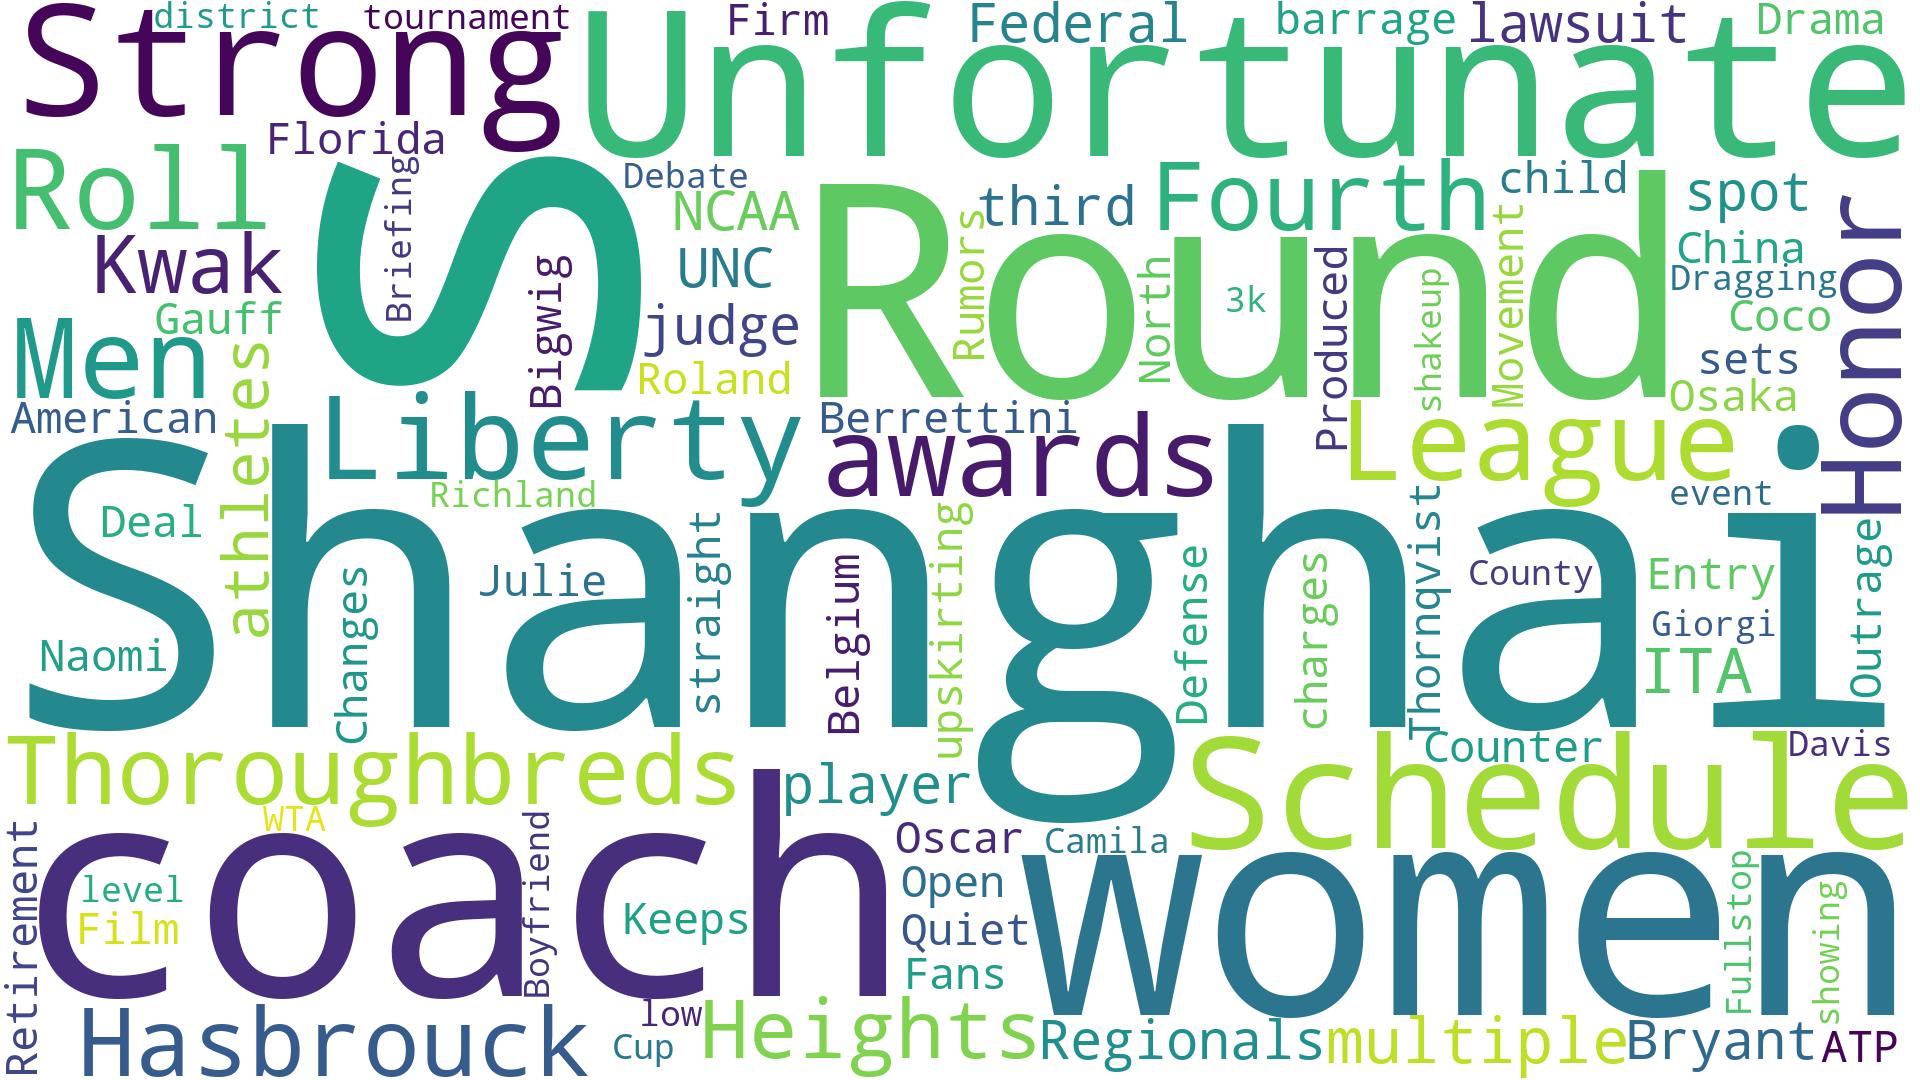 district
tournament
Firm
Federal
barrage
lawsuit
Drama
Strong
Unfortunate
Florida
Roll
Briefing
S
Debate
NCAA
Round
third
Fourth
child
spot
Honor
Kwak
Bigwig
UNC
Rumors
North
3k
Produced
shakeup
Movement
China
Dragging
Gauff
judge
Coco
Men
athletes
Roland
sets
Osaka
American
Liberty
Berrettini
awards
League
Shanghai
Richland
event
Deal
Changes
Julie
straight
Belgium
upskirting
Defense
charges
Thornqvist
County
Entry
Outrage
Naomi
Giorgi
ITA
Thoroughbreds
player
Counter
Davis
Schedule
WTA
Retirement
coach
Boyfriend
Oscar
Camila
women
level
Film
Keeps
Open
Quiet
Fans
Fullstop
showing
Hasbrouck
low
Cup
Heights
Regionals
multiple
Bryant
ATP